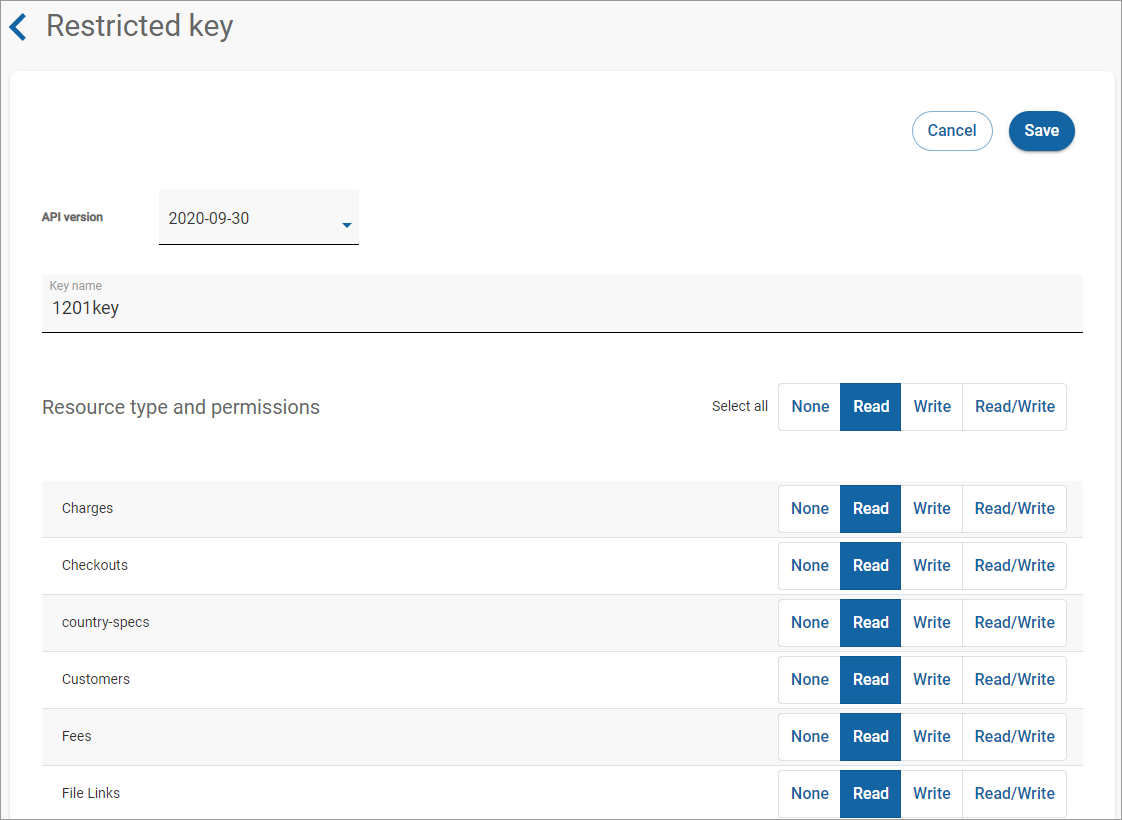 Restricted key
Cancel Save
API version 2020-09-30
Key name
1201key
Resource type and permissions Select all None Read Write Read/Write
Charges None Read Write Read/Write
Checkouts None Read Write Read/Write
country-specs None Read Write Read/Write
Customers None Read Write Read/Write
Fees None Read Write Read/Write
File Links None Read Write Read/Write